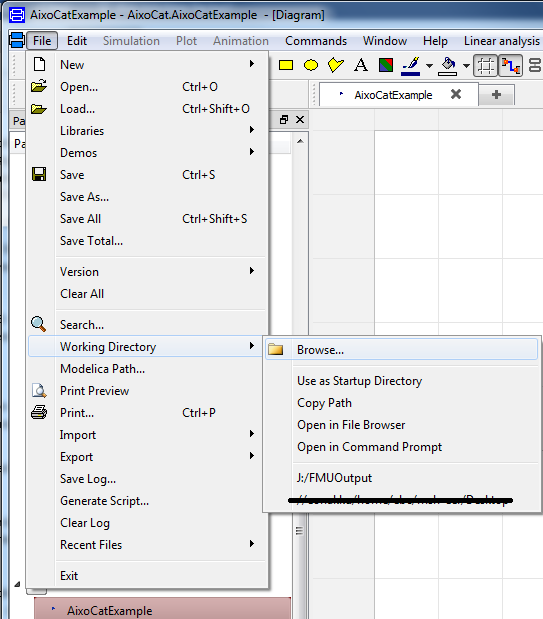 AixoCatExample - AixoCat.AixoCatExample - [Diagram]
File Edit Simulation Plot Animation Commands Window Help Linear analysis
New
Open... Ctrl+O
Load... Ctrl+Shift+O
Libraries
Demos
Save Ctrl+S
Save As...
Save All Ctrl+Shift+S
Save Total...
Version
Clear All
Search...
Working Directory
Modelica Path...
Print Preview
Print... Ctrl+P
Import
Export
Save Log...
Generate Script...
Clear Log
Recent Files
Exit
A
AixoCatExample
Pa
Pa
Browse...
Use as Startup Directory
Copy Path
Open in File Browser
Open in Command Prompt
J:/FMUOutput
AixoCatExample